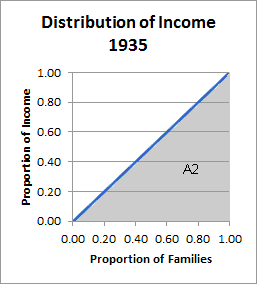 Distribution of Income
1935
Proportion of Income
1.00
0.80
0.60
0.40
0.20
0.00
A2
0.00 0.20 0.40 0.60 0.80 1.00
Proportion of Families